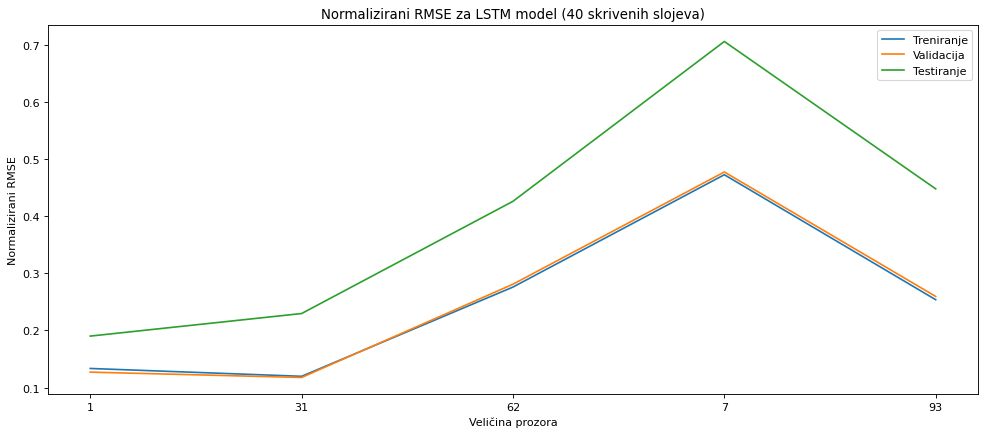 Normalizirani RMSE za LSTM model (40 skrivenih slojeva)
Treniranje
Validacija
Testiranje
Normalizirani RMSE
0.7
0.6
0.5
0.4
0.3
0.2
0.1
1 31 62 7 93
Veličina prozora